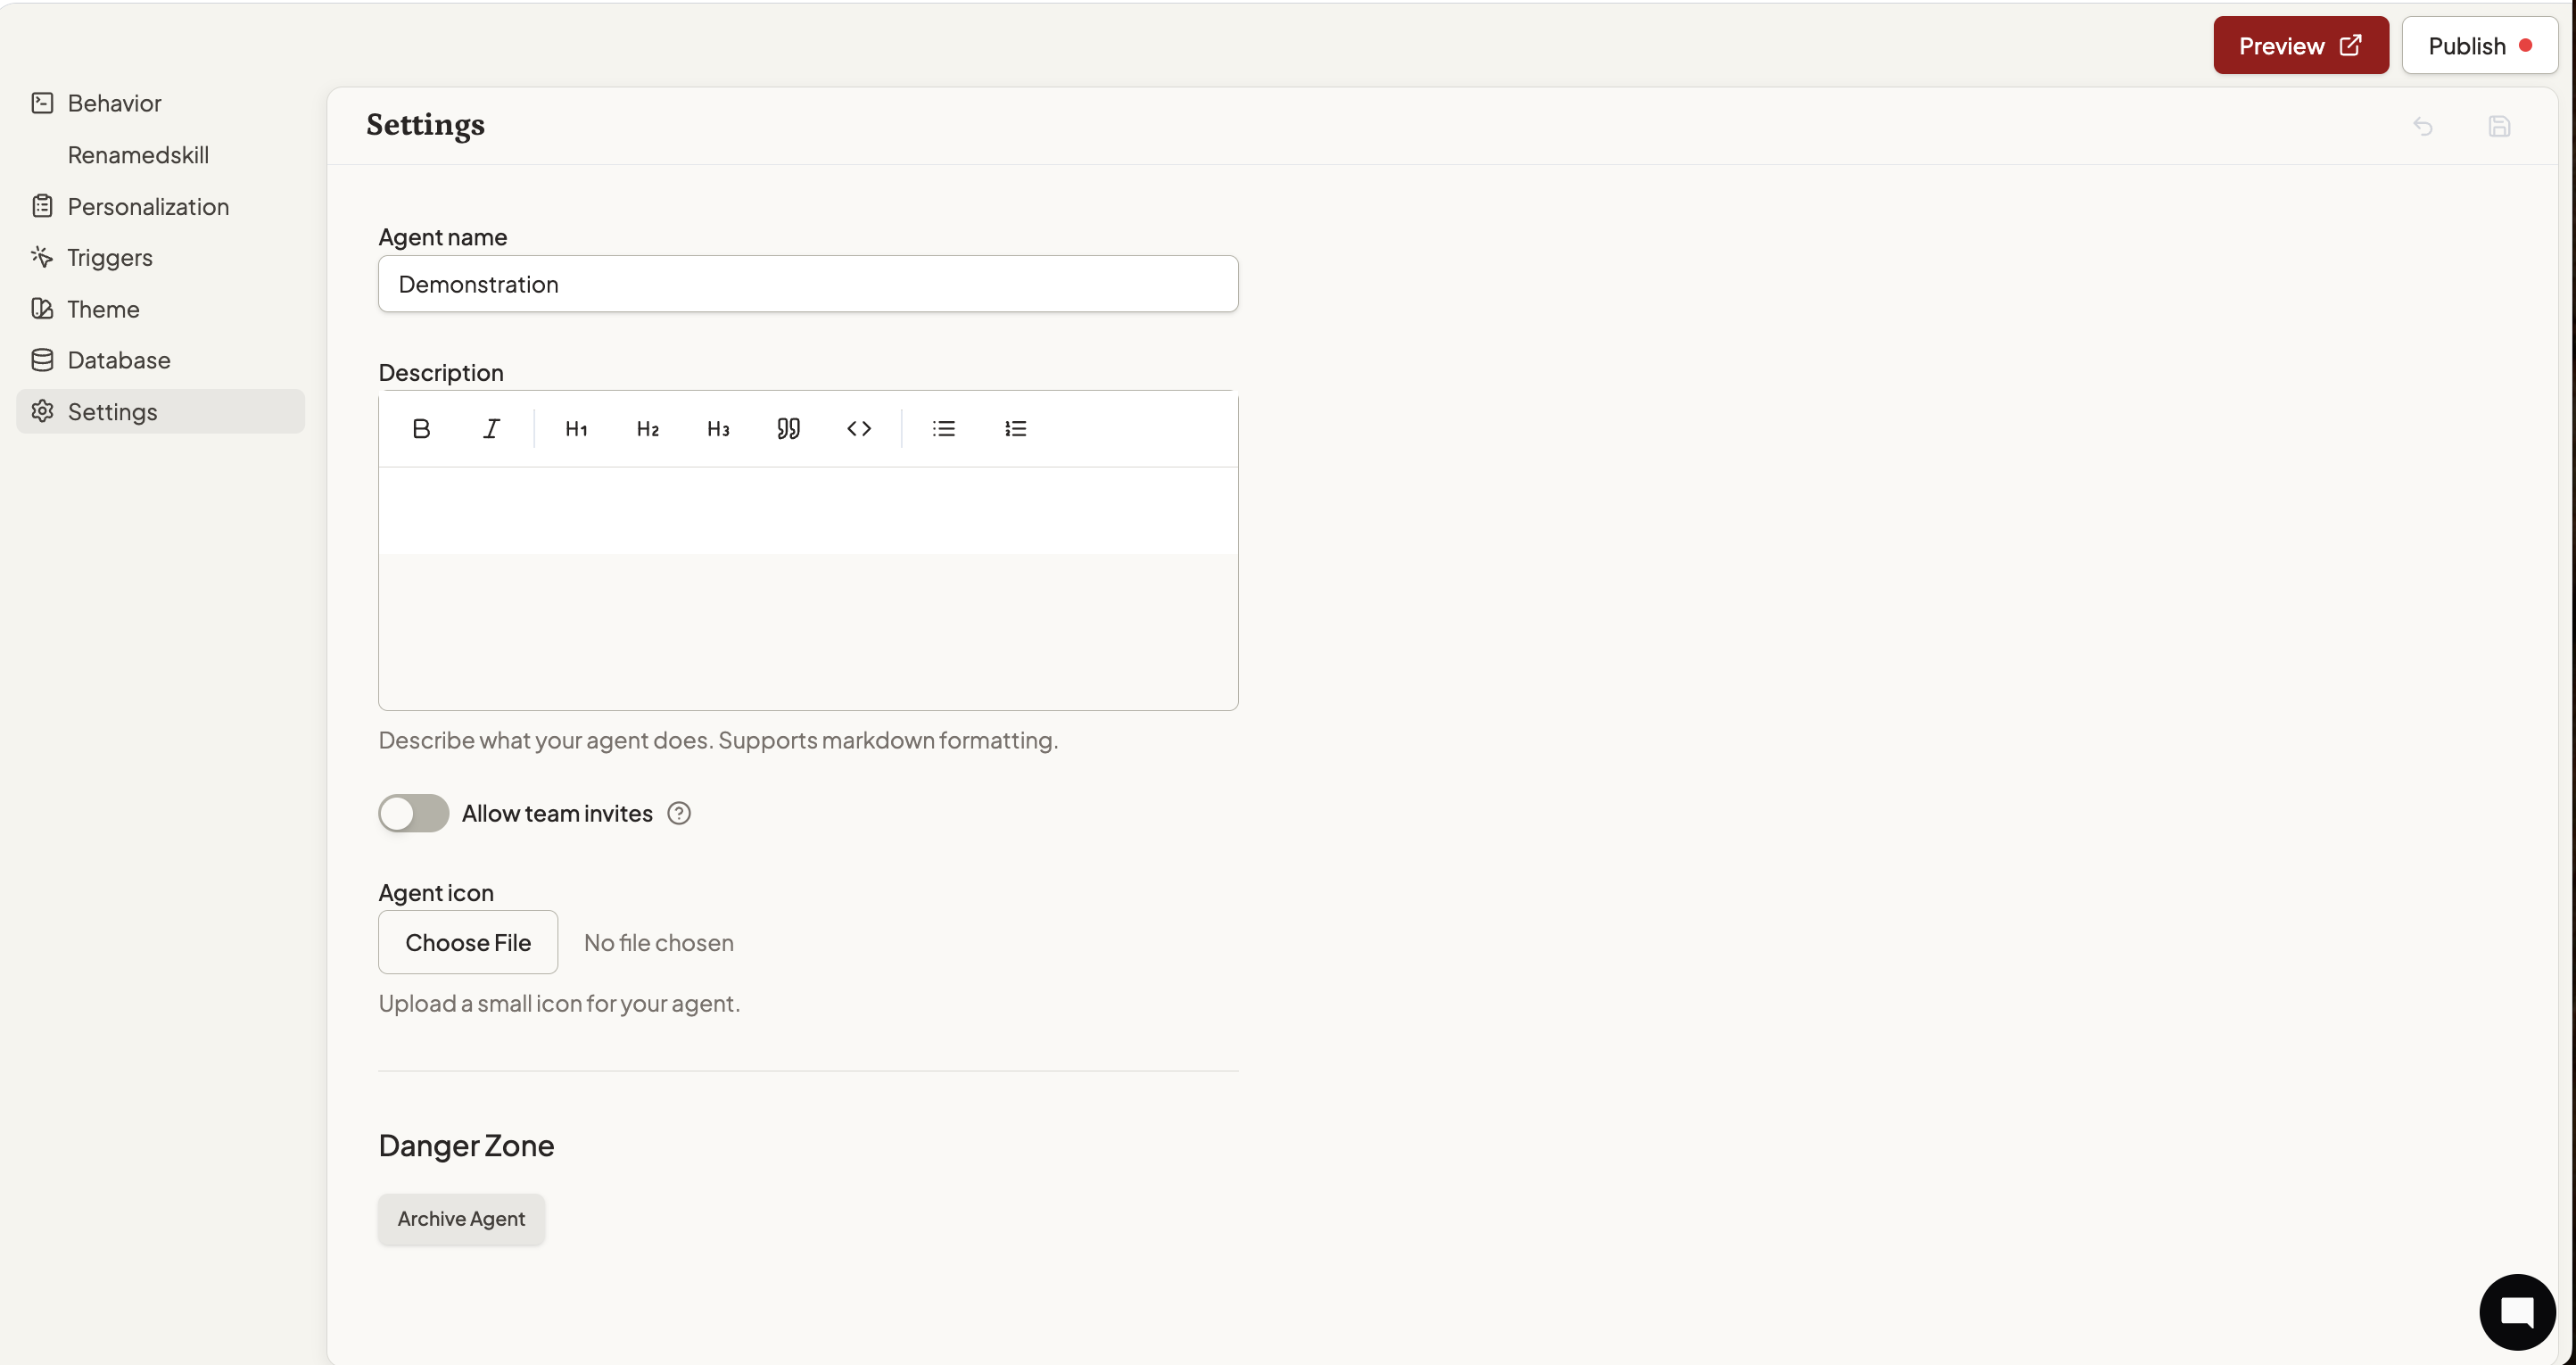 Preview
Publish
Behavior
Renamedskill
Personalization
Triggers
Theme
Database
Settings
Settings
Agent name
Demonstration
Description
B I H1 H2 H3
Describe what your agent does. Supports markdown formatting.
Allow team invites ?
Agent icon
Choose File No file chosen
Upload a small icon for your agent.
Danger Zone
Archive Agent